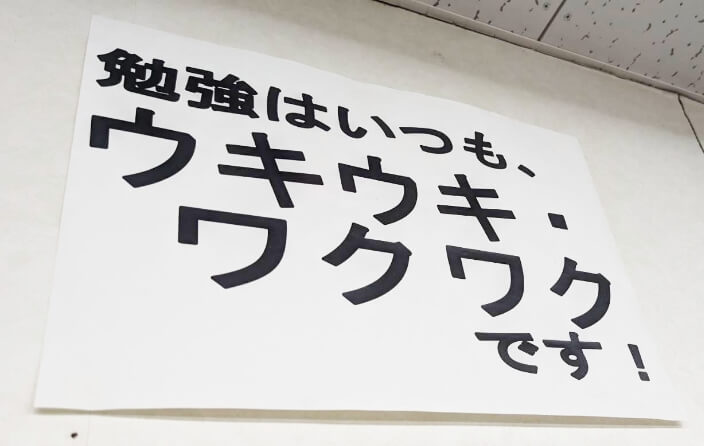 勉強はいつも、
ウキウキ・
ワクワク
です！